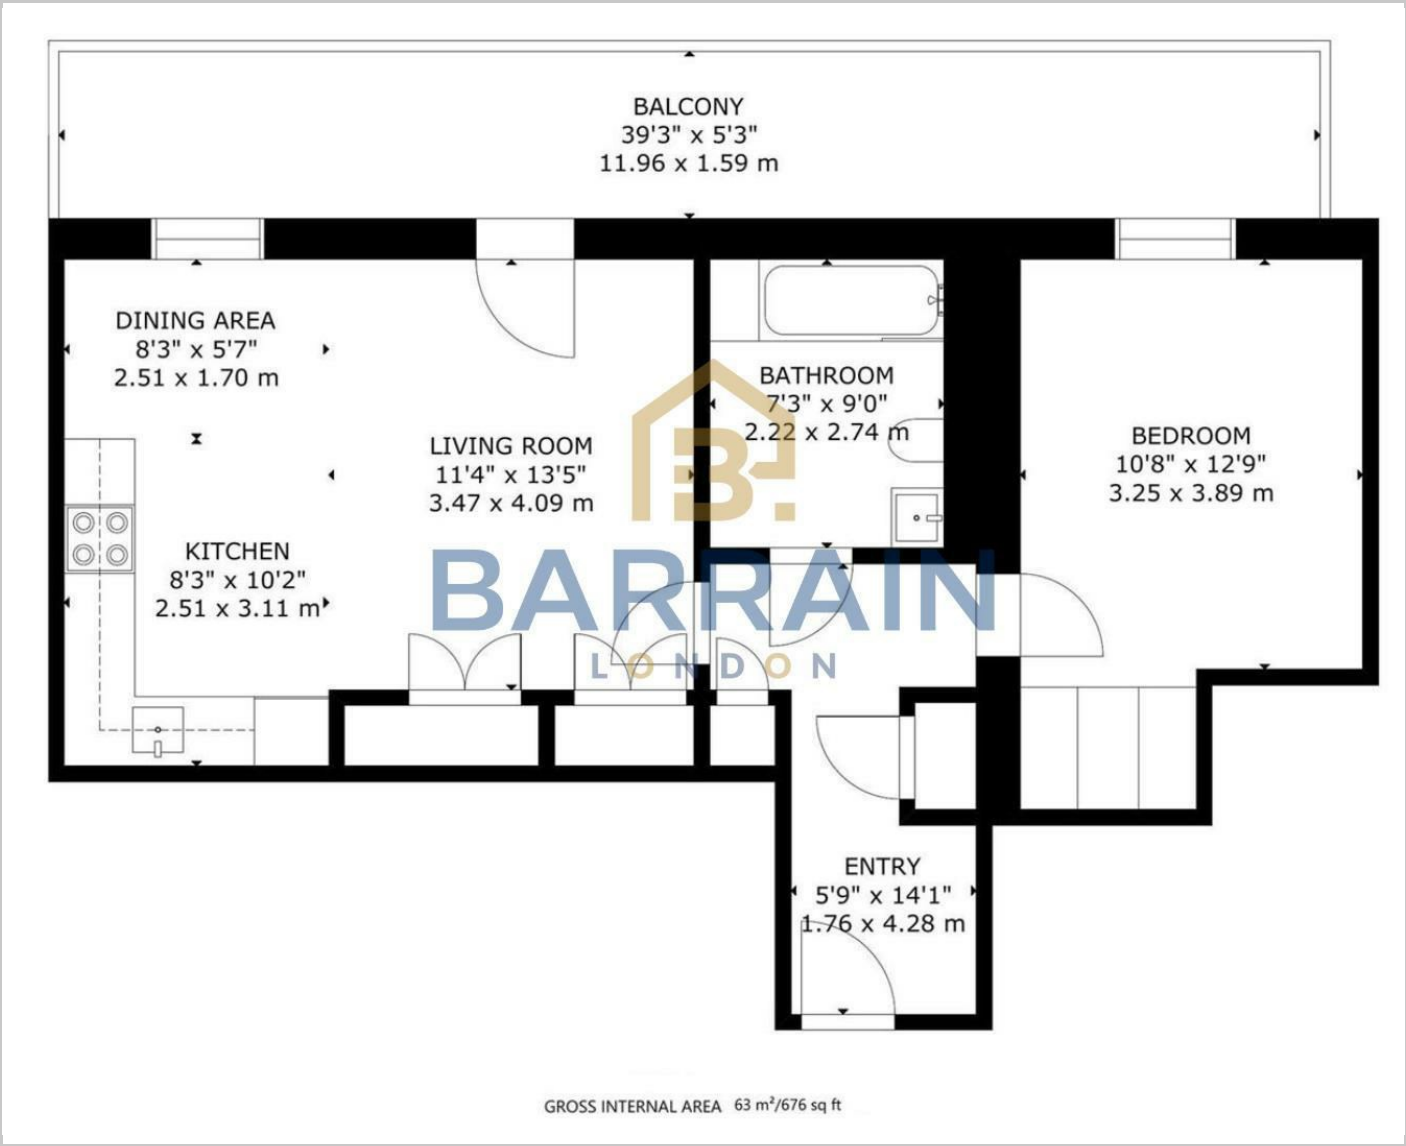 BALCONY
39'3" x 5'3"
11.96 x 1.59 m
DINING AREA
8'3" x 5'7"
2.51 x 1.70 m
BATHROOM
7'3" x 9'0"
2.22 x 2.74 m
LIVING ROOM
11'4" x 13'5"
3.47 x 4.09 m
BEDROOM
10'8" x 12'9"
3.25 x 3.89 m
B.
KITCHEN
8'3" x 10'2"
2.51 x 3.11 m
BARRAIN
LONDON
ENTRY
5'9" x 14'1"
1.76 x 4.28 m
GROSS INTERNAL AREA 63 m²/676 sq ft